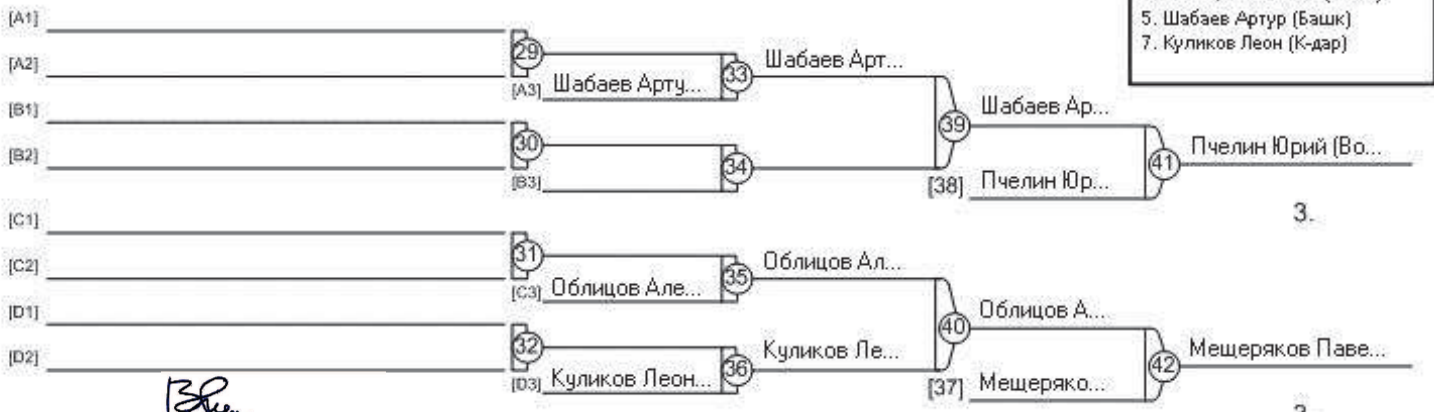 5. Шабаев Артур (Башк)
7. Куликов Леон (К-дар)
[A1]
[A2]
29
[A3] Шабаев Арту...
33
Шабаев Арт...
[B1]
[B2]
30
[B3]
34
39
Шабаев Ар...
[38] Пчелин Юр...
41
Пчелин Юрий (Во...
3.
[C1]
[C2]
31
[C3] Облицов Але...
35
Облицов Ал...
[D1]
[D2]
32
[D3] Куликов Леон...
36
Куликов Ле...
40
Облицов А...
[37] Мещеряко...
42
Мещеряков Паве...